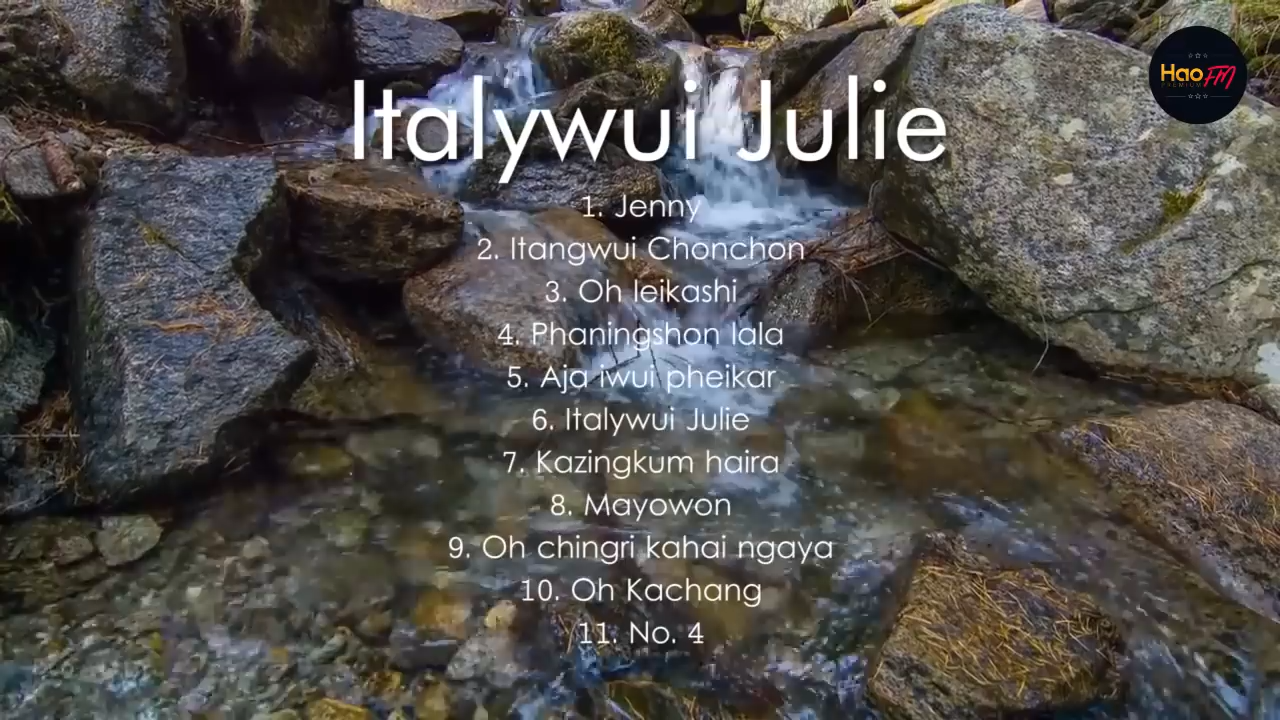 Italywui Julie
Hao FM
PREMIUM
1. Jenny
2. Itangwui Chonchon
3. Oh leikashi
4. Phaningshon lala
5. Aja iwui pheikar
6. Italywui Julie
7. Kazingkum haira
8. Mayowon
9. Oh chingri kahai ngaya
10. Oh Kachang
11. No. 4